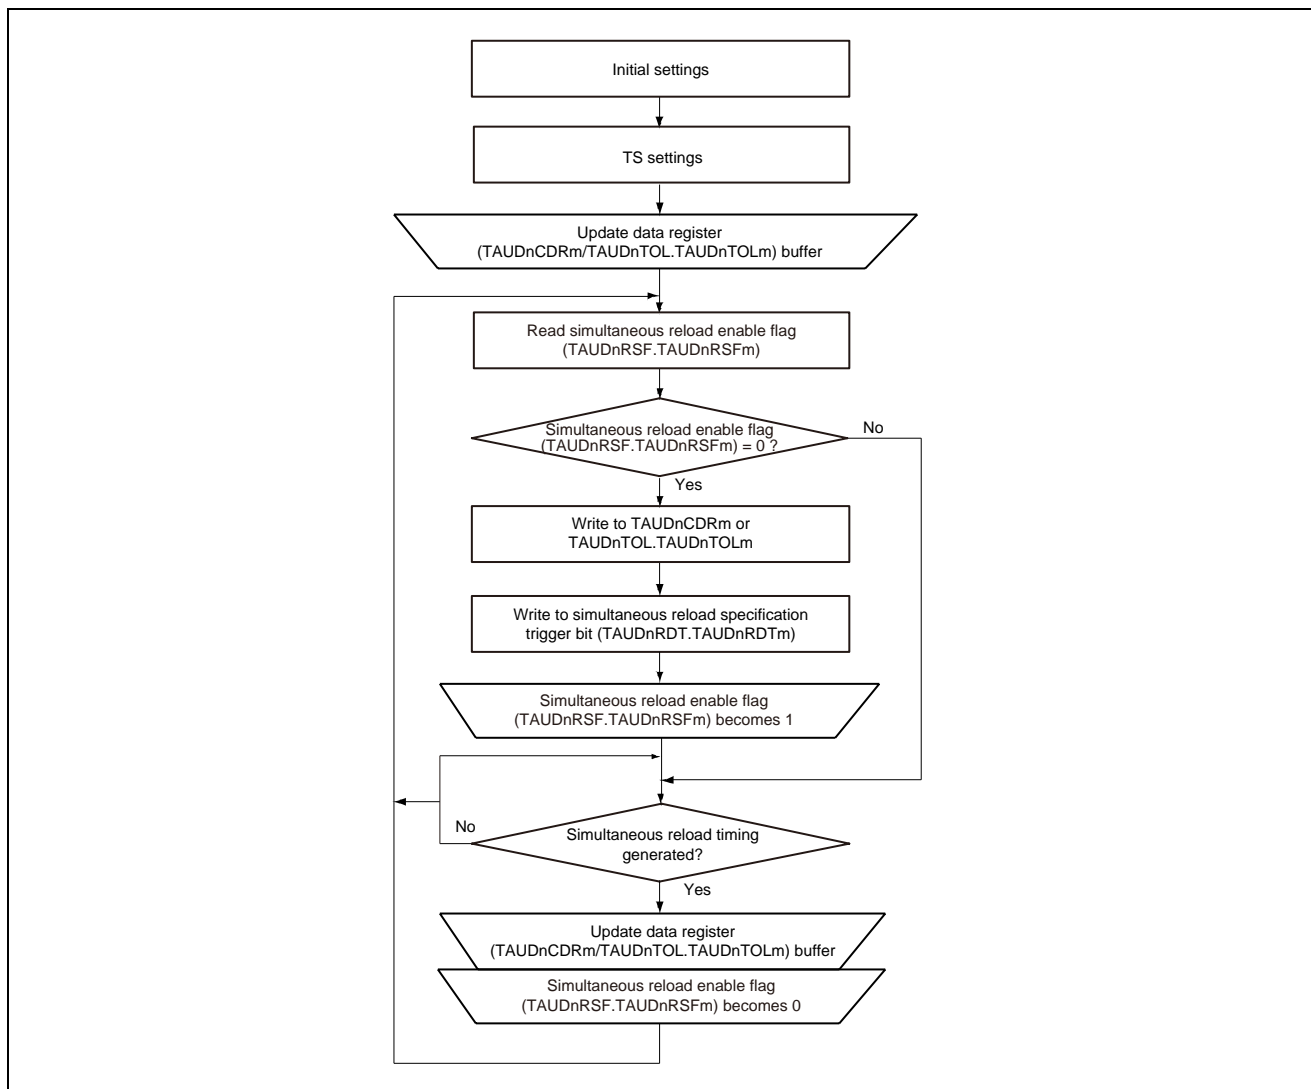 Initial settings
TS settings
Update data register
(TAUDnCDRm/TAUDnTOL.TAUDnTOLm) buffer
Read simultaneous reload enable flag
(TAUDnRSF.TAUDnRSFm)
Simultaneous reload enable flag
(TAUDnRSF.TAUDnRSFm) = 0 ?
No
Yes
Write to TAUDnCDRm or
TAUDnTOL.TAUDnTOLm
Write to simultaneous reload specification
trigger bit (TAUDnRDT.TAUDnRDTm)
Simultaneous reload enable flag
(TAUDnRSF.TAUDnRSFm) becomes 1
No
Simultaneous reload timing
generated?
Yes
Update data register
(TAUDnCDRm/TAUDnTOL.TAUDnTOLm) buffer
Simultaneous reload enable flag
(TAUDnRSF.TAUDnRSFm) becomes 0